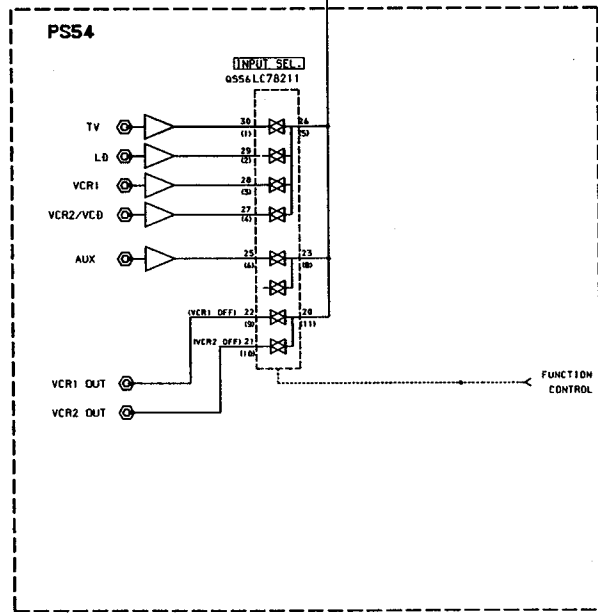 PS54
INPUT SEL.
QS56LC78211
TV
30
(1)
26
(5)
LD
29
(2)
VCR1
28
(3)
VCR2/VCD
27
(4)
AUX
25
(6)
23
(8)
(VCR1 OFF) 22
(9)
20
(11)
(VCR2 OFF) 21
(10)
VCR1 OUT
VCR2 OUT
FUNCTION
CONTROL